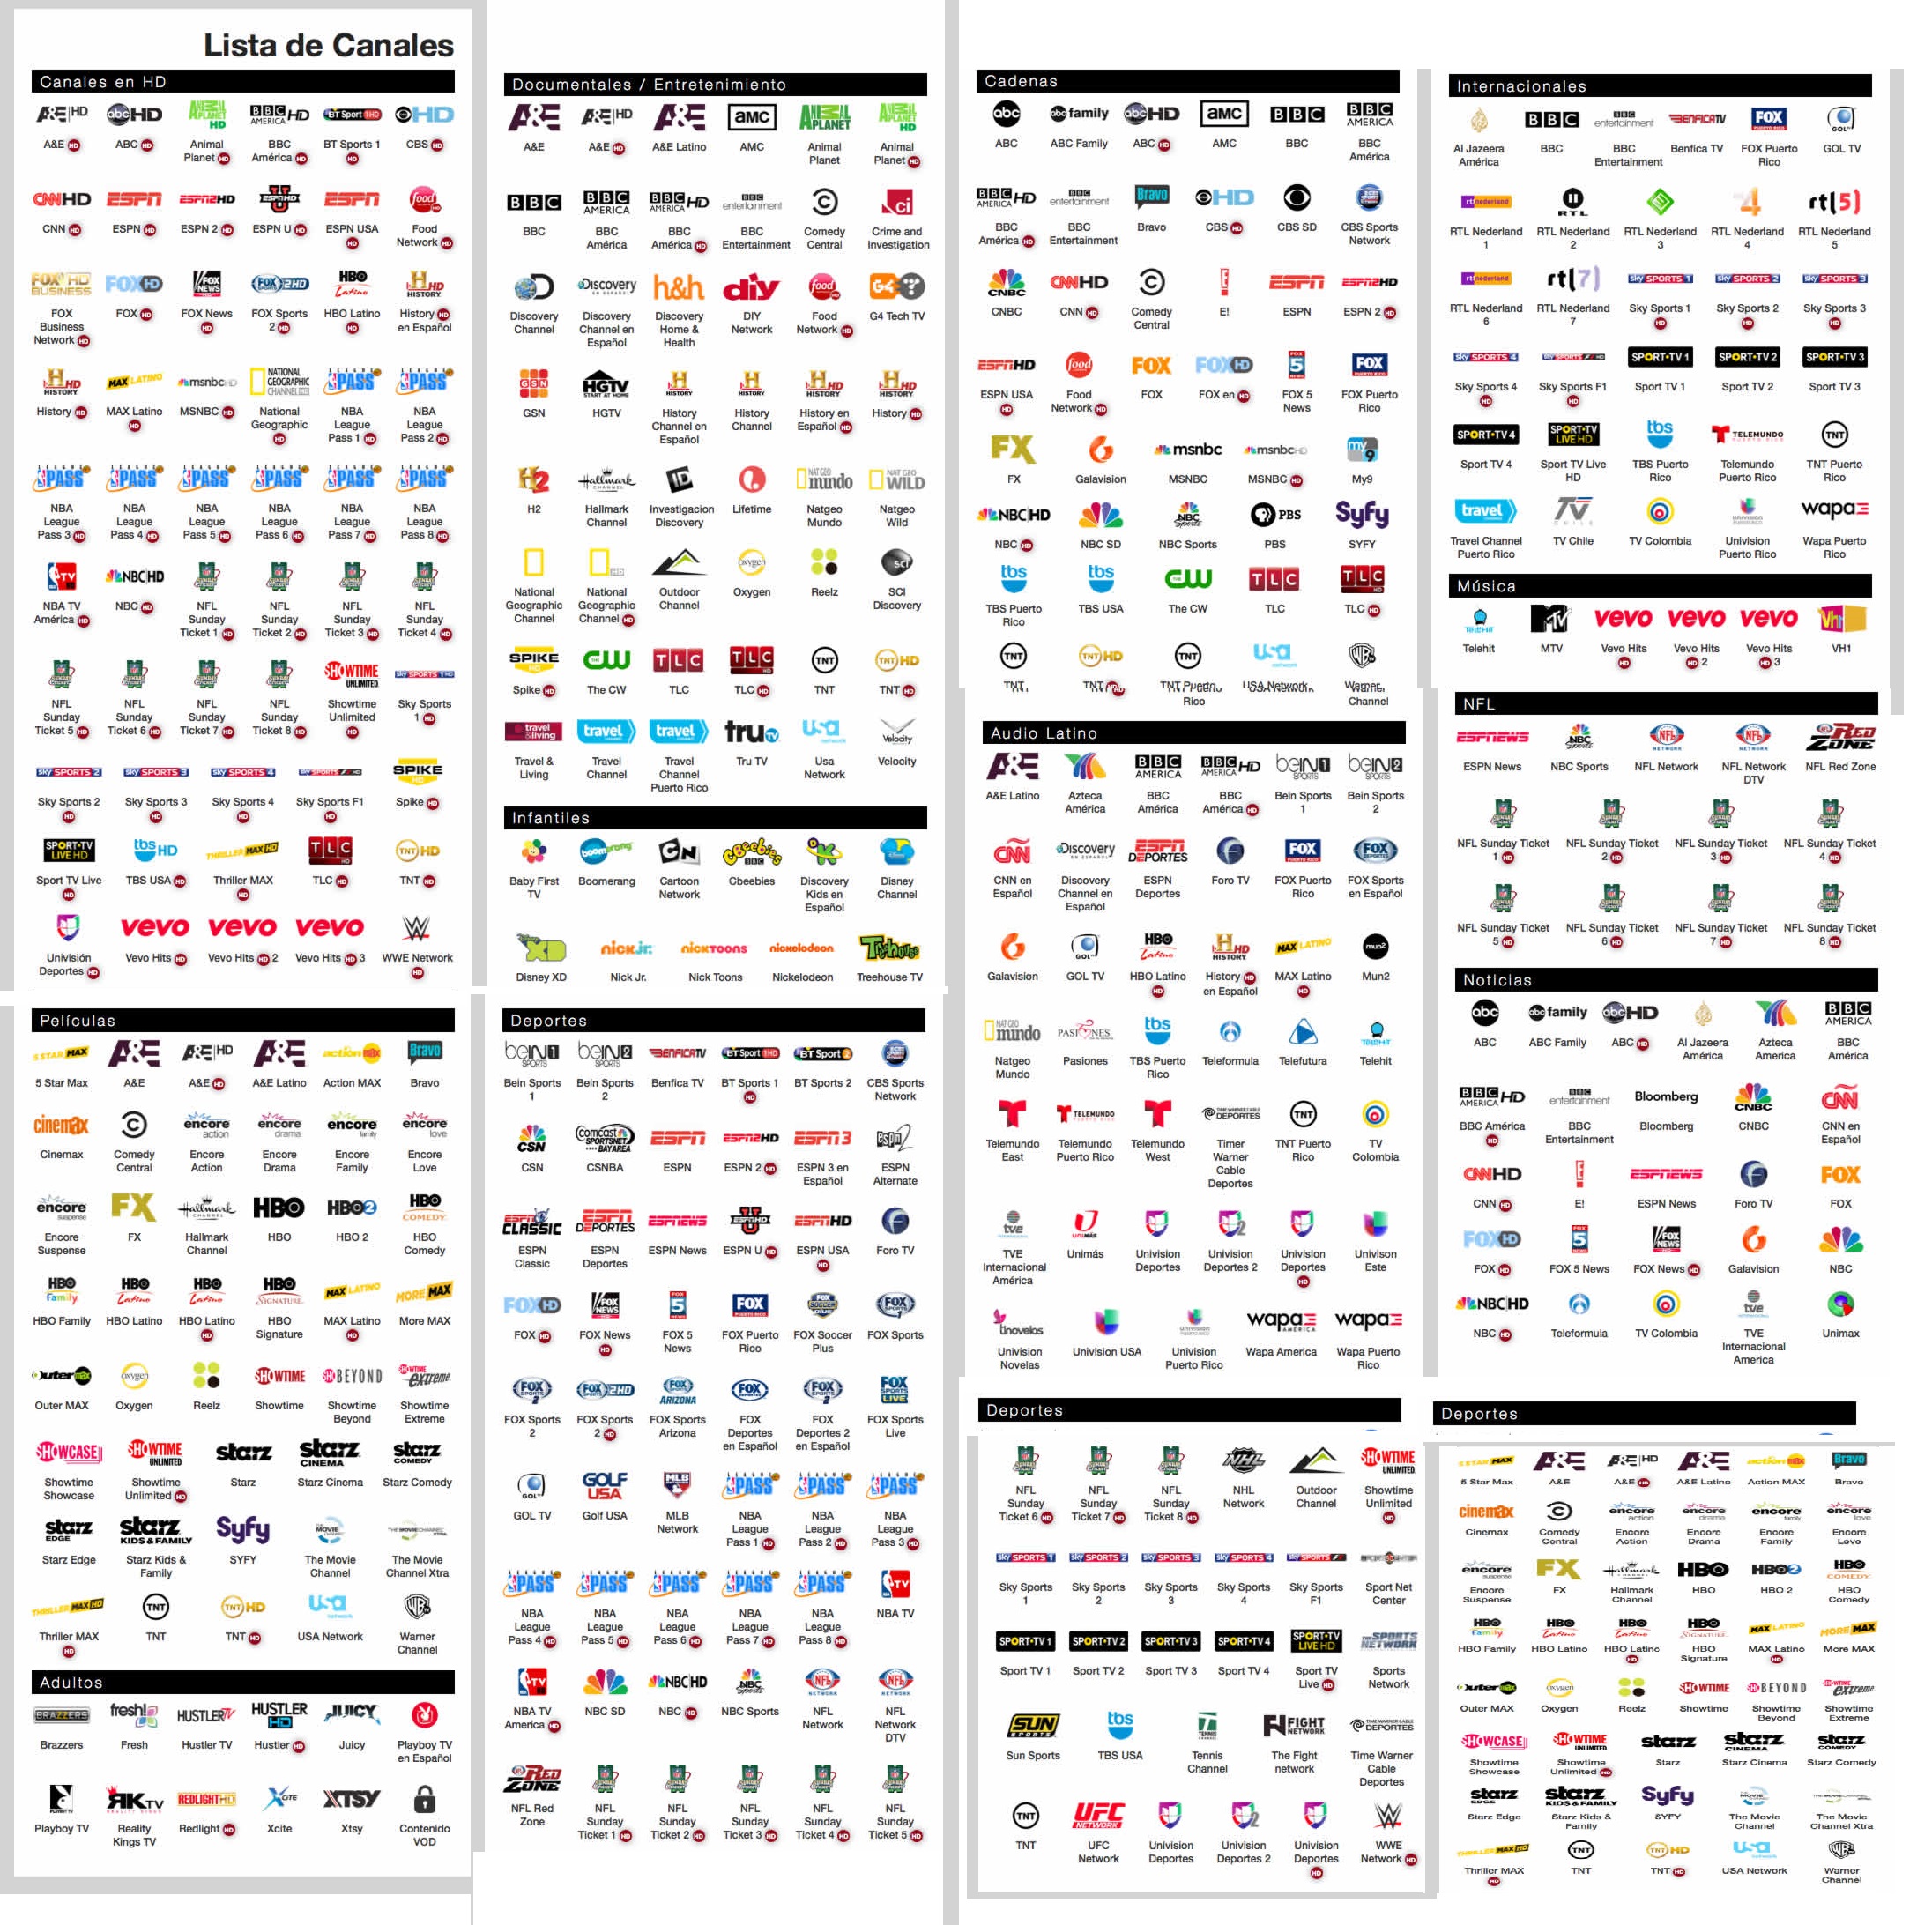 Lista de Canales
Canales en HD
A&E HD ABC HD Animal Planet HD BBC América HD BT Sports 1 HD CBS HD
CNN HD ESPN HD ESPN 2 HD ESPN U HD ESPN USA HD Food Network HD
FOX Business Network HD FOX HD FOX News HD FOX Sports 2 HD HBO Latino HD History HD en Español
History HD MAX Latino HD MSNBC HD National Geographic HD NBA League Pass 1 HD NBA League Pass 2 HD
NBA League Pass 3 HD NBA League Pass 4 HD NBA League Pass 5 HD NBA League Pass 6 HD NBA League Pass 7 HD NBA League Pass 8 HD
NBA TV América HD NBC HD NFL Sunday Ticket 1 HD NFL Sunday Ticket 2 HD NFL Sunday Ticket 3 HD NFL Sunday Ticket 4 HD
NFL Sunday Ticket 5 HD NFL Sunday Ticket 6 HD NFL Sunday Ticket 7 HD NFL Sunday Ticket 8 HD Showtime Unlimited HD Sky Sports 1 HD
Sky Sports 2 HD Sky Sports 3 HD Sky Sports 4 HD Sky Sports F1 HD Spike HD
Sport TV Live HD TBS USA HD Thriller MAX HD TLC HD TNT HD
Univisión Deportes HD Vevo Hits HD Vevo Hits HD 2 Vevo Hits HD 3 WWE Network HD
Documentales / Entretenimiento
A&E A&E HD A&E Latino AMC Animal Planet Animal Planet HD
BBC BBC América BBC América HD BBC Entertainment Comedy Central Crime and Investigation
Discovery Channel Discovery Channel en Español Discovery Home & Health DIY Network Food Network HD G4 Tech TV
GSN HGTV History Channel en Español History Channel History en Español HD History HD
H2 Hallmark Channel Investigacion Discovery Lifetime Natgeo Mundo Natgeo Wild
National Geographic Channel National Geographic Channel HD Outdoor Channel Oxygen Reelz SCI Discovery
Spike HD The CW TLC TLC HD TNT TNT HD
Travel & Living Travel Channel Travel Channel Puerto Rico Tru TV Usa Network Velocity
Infantiles
Baby First TV Boomerang Cartoon Network Cbeebies Discovery Kids en Español Disney Channel
Disney XD Nick Jr. Nick Toons Nickelodeon Treehouse TV
Cadenas
ABC ABC Family ABC HD AMC BBC BBC América
BBC América HD BBC Entertainment Bravo CBS HD CBS SD CBS Sports Network
CNBC CNN HD Comedy Central E! ESPN ESPN 2 HD
ESPN USA HD Food Network HD FOX FOX en HD FOX 5 News FOX Puerto Rico
FX Galavision MSNBC MSNBC HD My9
NBC HD NBC SD NBC Sports PBS SYFY
TBS Puerto Rico TBS USA The CW TLC TLC HD
TNT TNT HD TNT Puerto Rico USA Network Warner Channel
Internacionales
Al Jazeera América BBC BBC Entertainment Benfica TV FOX Puerto Rico GOL TV
RTL Nederland 1 RTL Nederland 2 RTL Nederland 3 RTL Nederland 4 RTL Nederland 5
RTL Nederland 6 RTL Nederland 7 Sky Sports 1 HD Sky Sports 2 HD Sky Sports 3 HD
Sky Sports 4 HD Sky Sports F1 HD Sport TV 1 Sport TV 2 Sport TV 3
Sport TV 4 Sport TV Live HD TBS Puerto Rico Telemundo Puerto Rico TNT Puerto Rico
Travel Channel Puerto Rico TV Chile TV Colombia Univision Puerto Rico Wapa Puerto Rico
Música
Telehit MTV Vevo Hits HD Vevo Hits HD 2 Vevo Hits HD 3 VH1
Audio Latino
A&E Latino Azteca América BBC América BBC América HD Bein Sports 1 Bein Sports 2
CNN en Español Discovery Channel en Español ESPN Deportes Foro TV FOX Puerto Rico FOX Sports en Español
Galavision GOL TV HBO Latino HD History HD en Español MAX Latino HD Mun2
Natgeo Mundo Pasiones TBS Puerto Rico Teleformula Telefutura Telehit
Telemundo East Telemundo Puerto Rico Telemundo West Timer Warner Cable Deportes TNT Puerto Rico TV Colombia
TVE Internacional América Unimás Univision Deportes Univision Deportes 2 Univision Deportes HD Univison Este
Univision Novelas Univision USA Univision Puerto Rico Wapa America Wapa Puerto Rico
NFL
ESPN News NBC Sports NFL Network NFL Network DTV NFL Red Zone
NFL Sunday Ticket 1 HD NFL Sunday Ticket 2 HD NFL Sunday Ticket 3 HD NFL Sunday Ticket 4 HD
NFL Sunday Ticket 5 HD NFL Sunday Ticket 6 HD NFL Sunday Ticket 7 HD NFL Sunday Ticket 8 HD
Noticias
ABC ABC Family ABC HD Al Jazeera América Azteca America BBC América
BBC América HD BBC Entertainment Bloomberg CNBC CNN en Español
CNN HD E! ESPN News Foro TV FOX
FOX HD FOX 5 News FOX News HD Galavision NBC
NBC HD Teleformula TV Colombia TVE Internacional America Unimax
Películas
5 Star Max A&E A&E HD A&E Latino Action MAX Bravo
Cinemax Comedy Central Encore Action Encore Drama Encore Family Encore Love
Encore Suspense FX Hallmark Channel HBO HBO 2 HBO Comedy
HBO Family HBO Latino HBO Latino HD HBO Signature MAX Latino HD More MAX
Outer MAX Oxygen Reelz Showtime Showtime Beyond Showtime Extreme
Showtime Showcase Showtime Unlimited HD Starz Starz Cinema Starz Comedy
Starz Edge Starz Kids & Family SYFY The Movie Channel The Movie Channel Xtra
Thriller MAX HD TNT TNT HD USA Network Warner Channel
Adultos
Brazzers Fresh Hustler TV Hustler HD Juicy Playboy TV en Español
Playboy TV Reality Kings TV Redlight HD Xcite Xtsy Contenido VOD
Deportes
Bein Sports 1 Bein Sports 2 Benfica TV BT Sports 1 HD BT Sports 2 CBS Sports Network
CSN CSNBA ESPN ESPN 2 HD ESPN 3 en Español ESPN Alternate
ESPN Classic ESPN Deportes ESPN News ESPN U HD ESPN USA HD Foro TV
FOX HD FOX News HD FOX 5 News FOX Puerto Rico FOX Soccer Plus FOX Sports
FOX Sports 2 FOX Sports 2 HD FOX Sports Arizona FOX Deportes en Español FOX Deportes 2 en Español FOX Sports Live
GOL TV Golf USA MLB Network NBA League Pass 1 HD NBA League Pass 2 HD NBA League Pass 3 HD
NBA League Pass 4 HD NBA League Pass 5 HD NBA League Pass 6 HD NBA League Pass 7 HD NBA League Pass 8 HD NBA TV
NBA TV America HD NBC SD NBC HD NBC Sports NFL Network NFL Network DTV
NFL Red Zone NFL Sunday Ticket 1 HD NFL Sunday Ticket 2 HD NFL Sunday Ticket 3 HD NFL Sunday Ticket 4 HD NFL Sunday Ticket 5 HD
Deportes
NFL Sunday Ticket 6 HD NFL Sunday Ticket 7 HD NFL Sunday Ticket 8 HD NHL Network Outdoor Channel Showtime Unlimited HD
Sky Sports 1 Sky Sports 2 Sky Sports 3 Sky Sports 4 Sky Sports F1 Sport Net Center
Sport TV 1 Sport TV 2 Sport TV 3 Sport TV 4 Sport TV Live HD Sports Network
Sun Sports TBS USA Tennis Channel The Fight network Time Warner Cable Deportes
TNT UFC Network Univision Deportes Univision Deportes 2 Univision Deportes HD WWE Network HD
Deportes
5 Star Max A&E A&E HD A&E Latino Action MAX Bravo
Cinemax Comedy Central Encore Action Encore Drama Encore Family Encore Love
Encore Suspense FX Hallmark Channel HBO HBO 2 HBO Comedy
HBO Family HBO Latino HBO Latino HD HBO Signature MAX Latino HD More MAX
Outer MAX Oxygen Reelz Showtime Showtime Beyond Showtime Extreme
Showtime Showcase Showtime Unlimited HD Starz Starz Cinema Starz Comedy
Starz Edge Starz Kids & Family SYFY The Movie Channel The Movie Channel Xtra
Thriller MAX HD TNT TNT HD USA Network Warner Channel